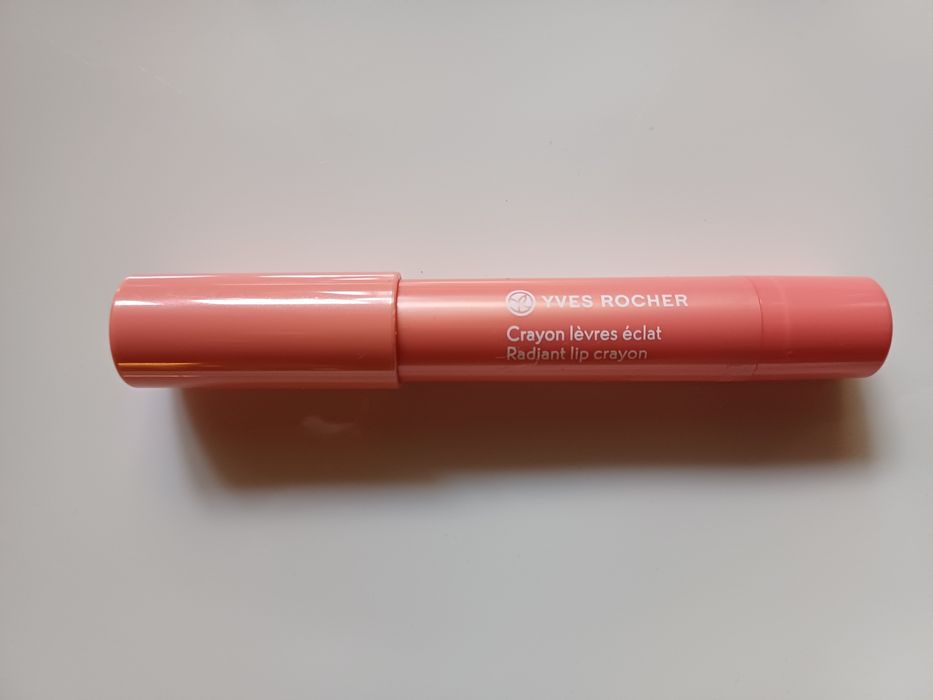 YVES ROCHER
Crayon lèvres éclat
Radiant lip crayon